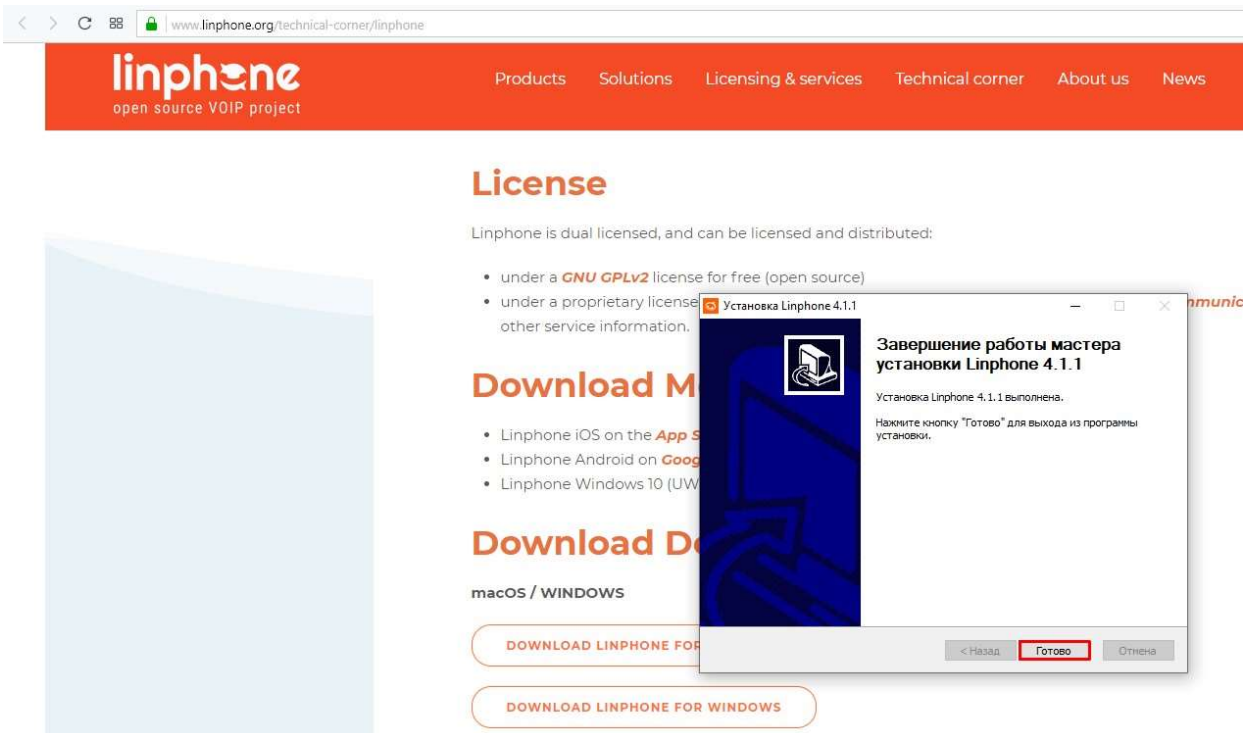 www.linphone.org/technical-corner/linphone
linphone
open source VOIP project
Products Solutions Licensing & services Technical corner About us News
License
Linphone is dual licensed, and can be licensed and distributed:
• under a GNU GPLv2 license for free (open source)
• under a proprietary license
other service information.
Download
• Linphone iOS on the App
• Linphone Android on
• Linphone Windows 10
Download
macOS / WINDOWS
DOWNLOAD LINPHONE
DOWNLOAD LINPHONE FOR WINDOWS
Установка Linphone 4.1.1
Завершение работы мастера
установки Linphone 4.1.1
Установка Linphone 4.1.1 выполнена.
Нажмите кнопку "Готово" для выхода из программы
установки.
< Назад Готово Отмена